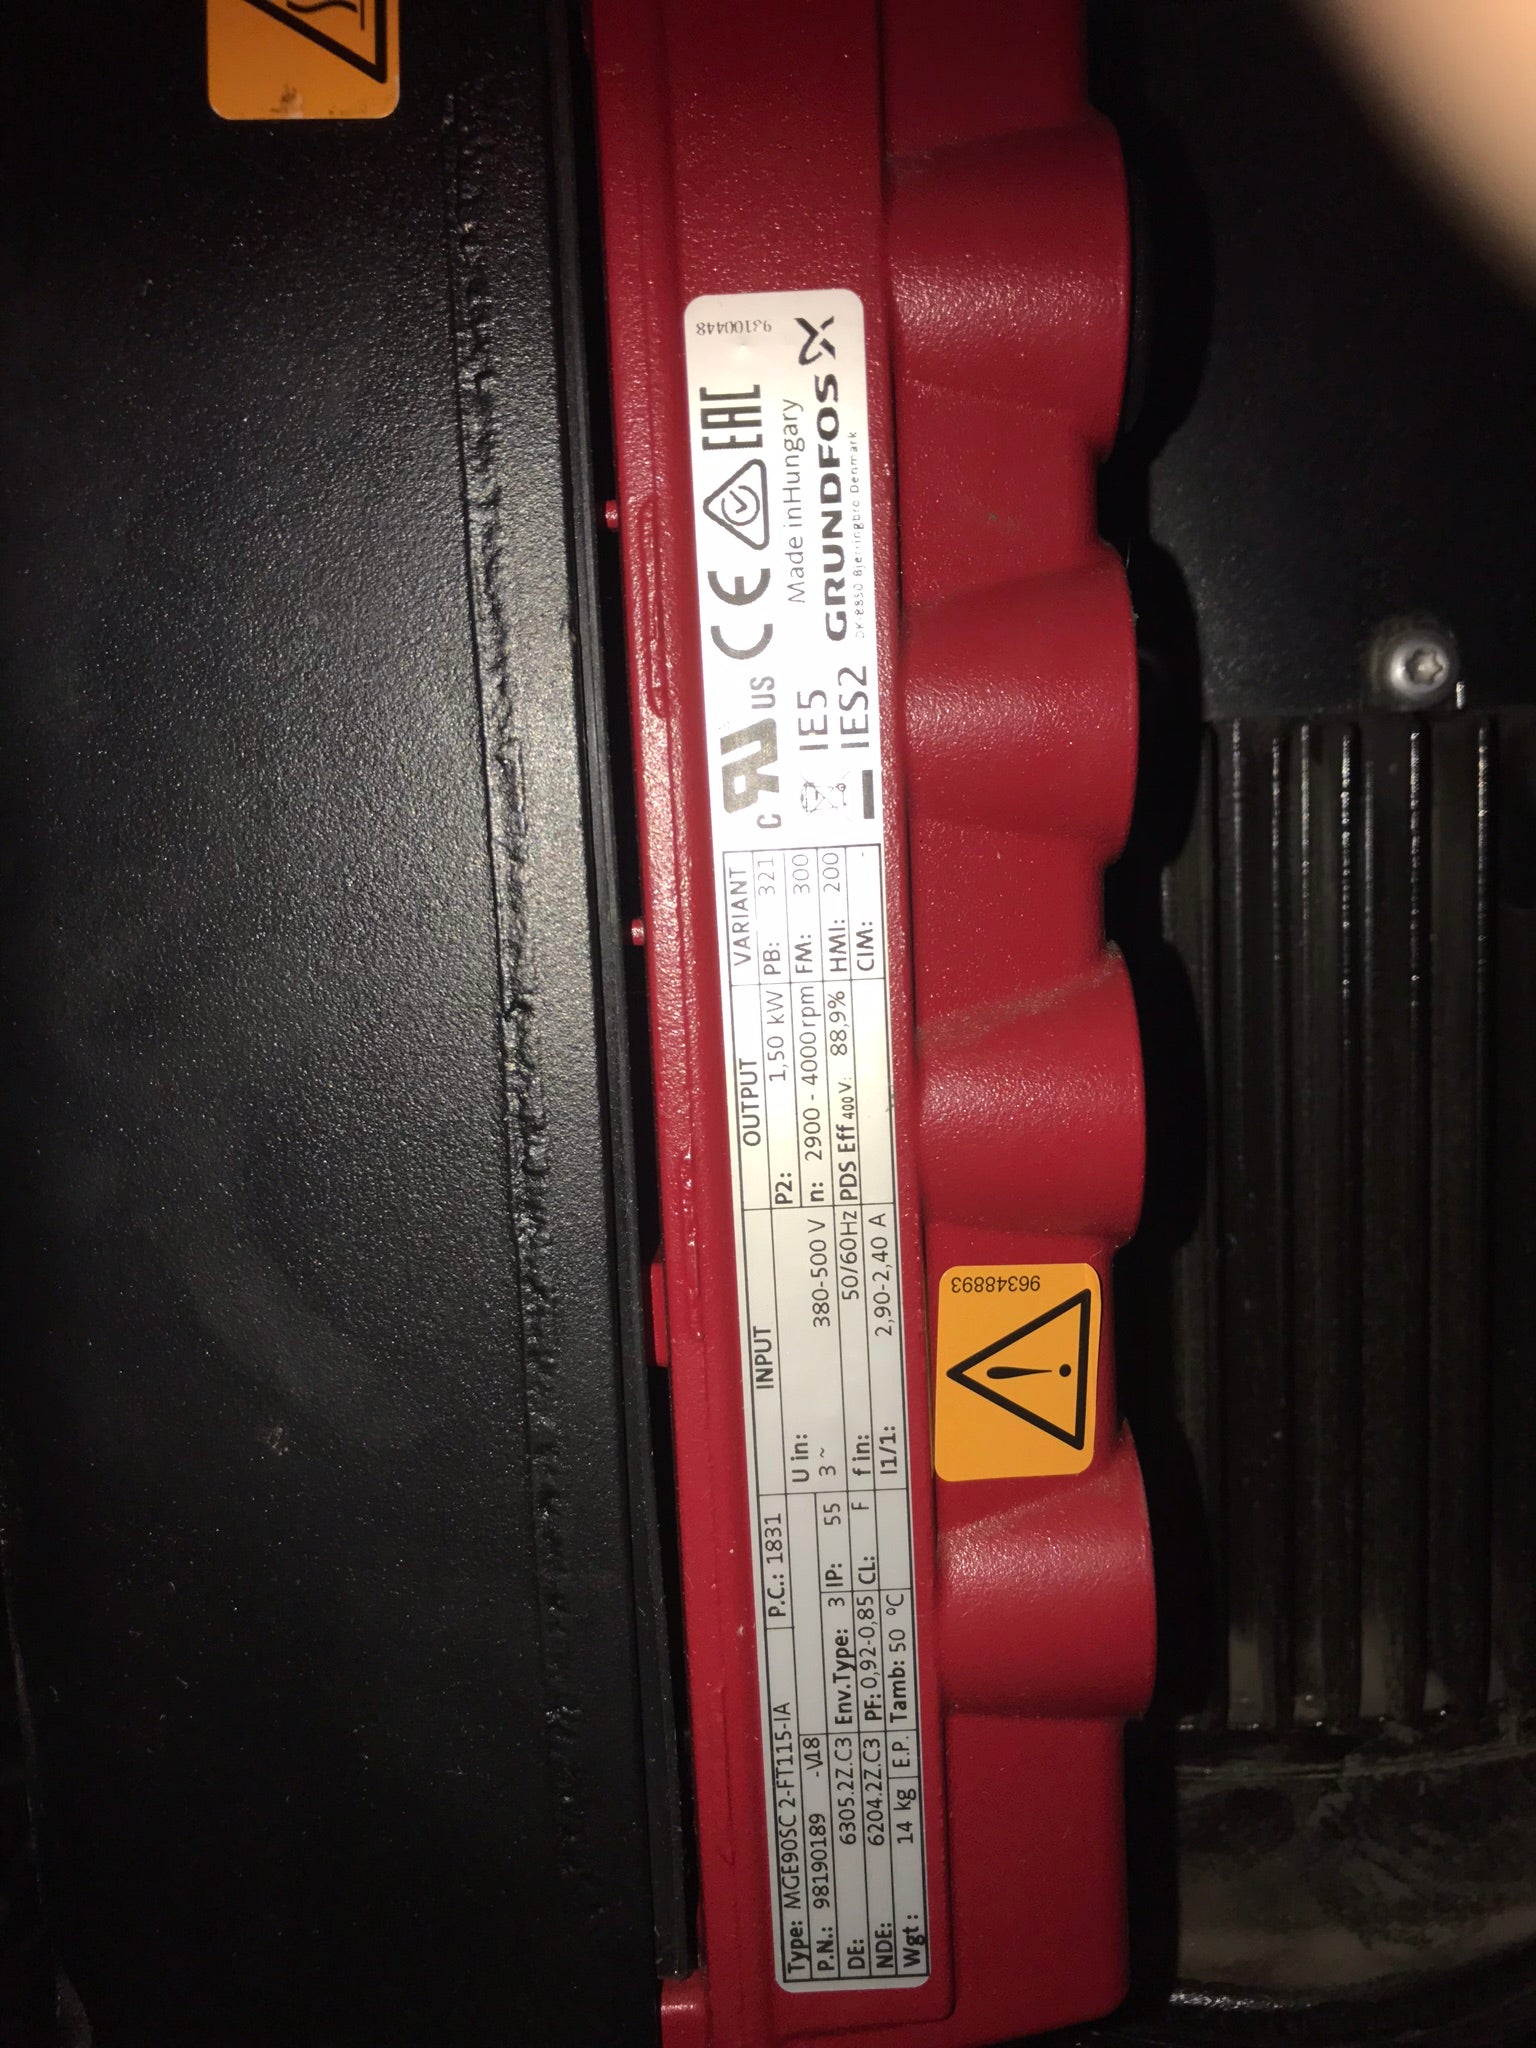 Type: MGE90SC 2-FT115-IA P.C.: 1831
P.N.: 98190189 -V18
DE: 6305.2Z.C3 Env.Type: 3 IP: 55
NDE: 6204.2Z.C3 PF: 0,92-0,85 CL: F
Wgt: 14 kg E.P. Tamb: 50 °C
INPUT
U in:
3 ~ 380-500 V
f in: 50/60Hz
I1/1: 2,90-2,40 A
OUTPUT
P2: 1,50 kW
n: 2900 - 4000rpm
PDS Eff 400 V: 88,9%
VARIANT
PB: 321
FM: 300
HMI: 200
CIM: -
C US CE EAC
IE5 Made in Hungary
IES2 GRUNDFOS
DK-8850 Bjerringbro Denmark
93100448
96348893